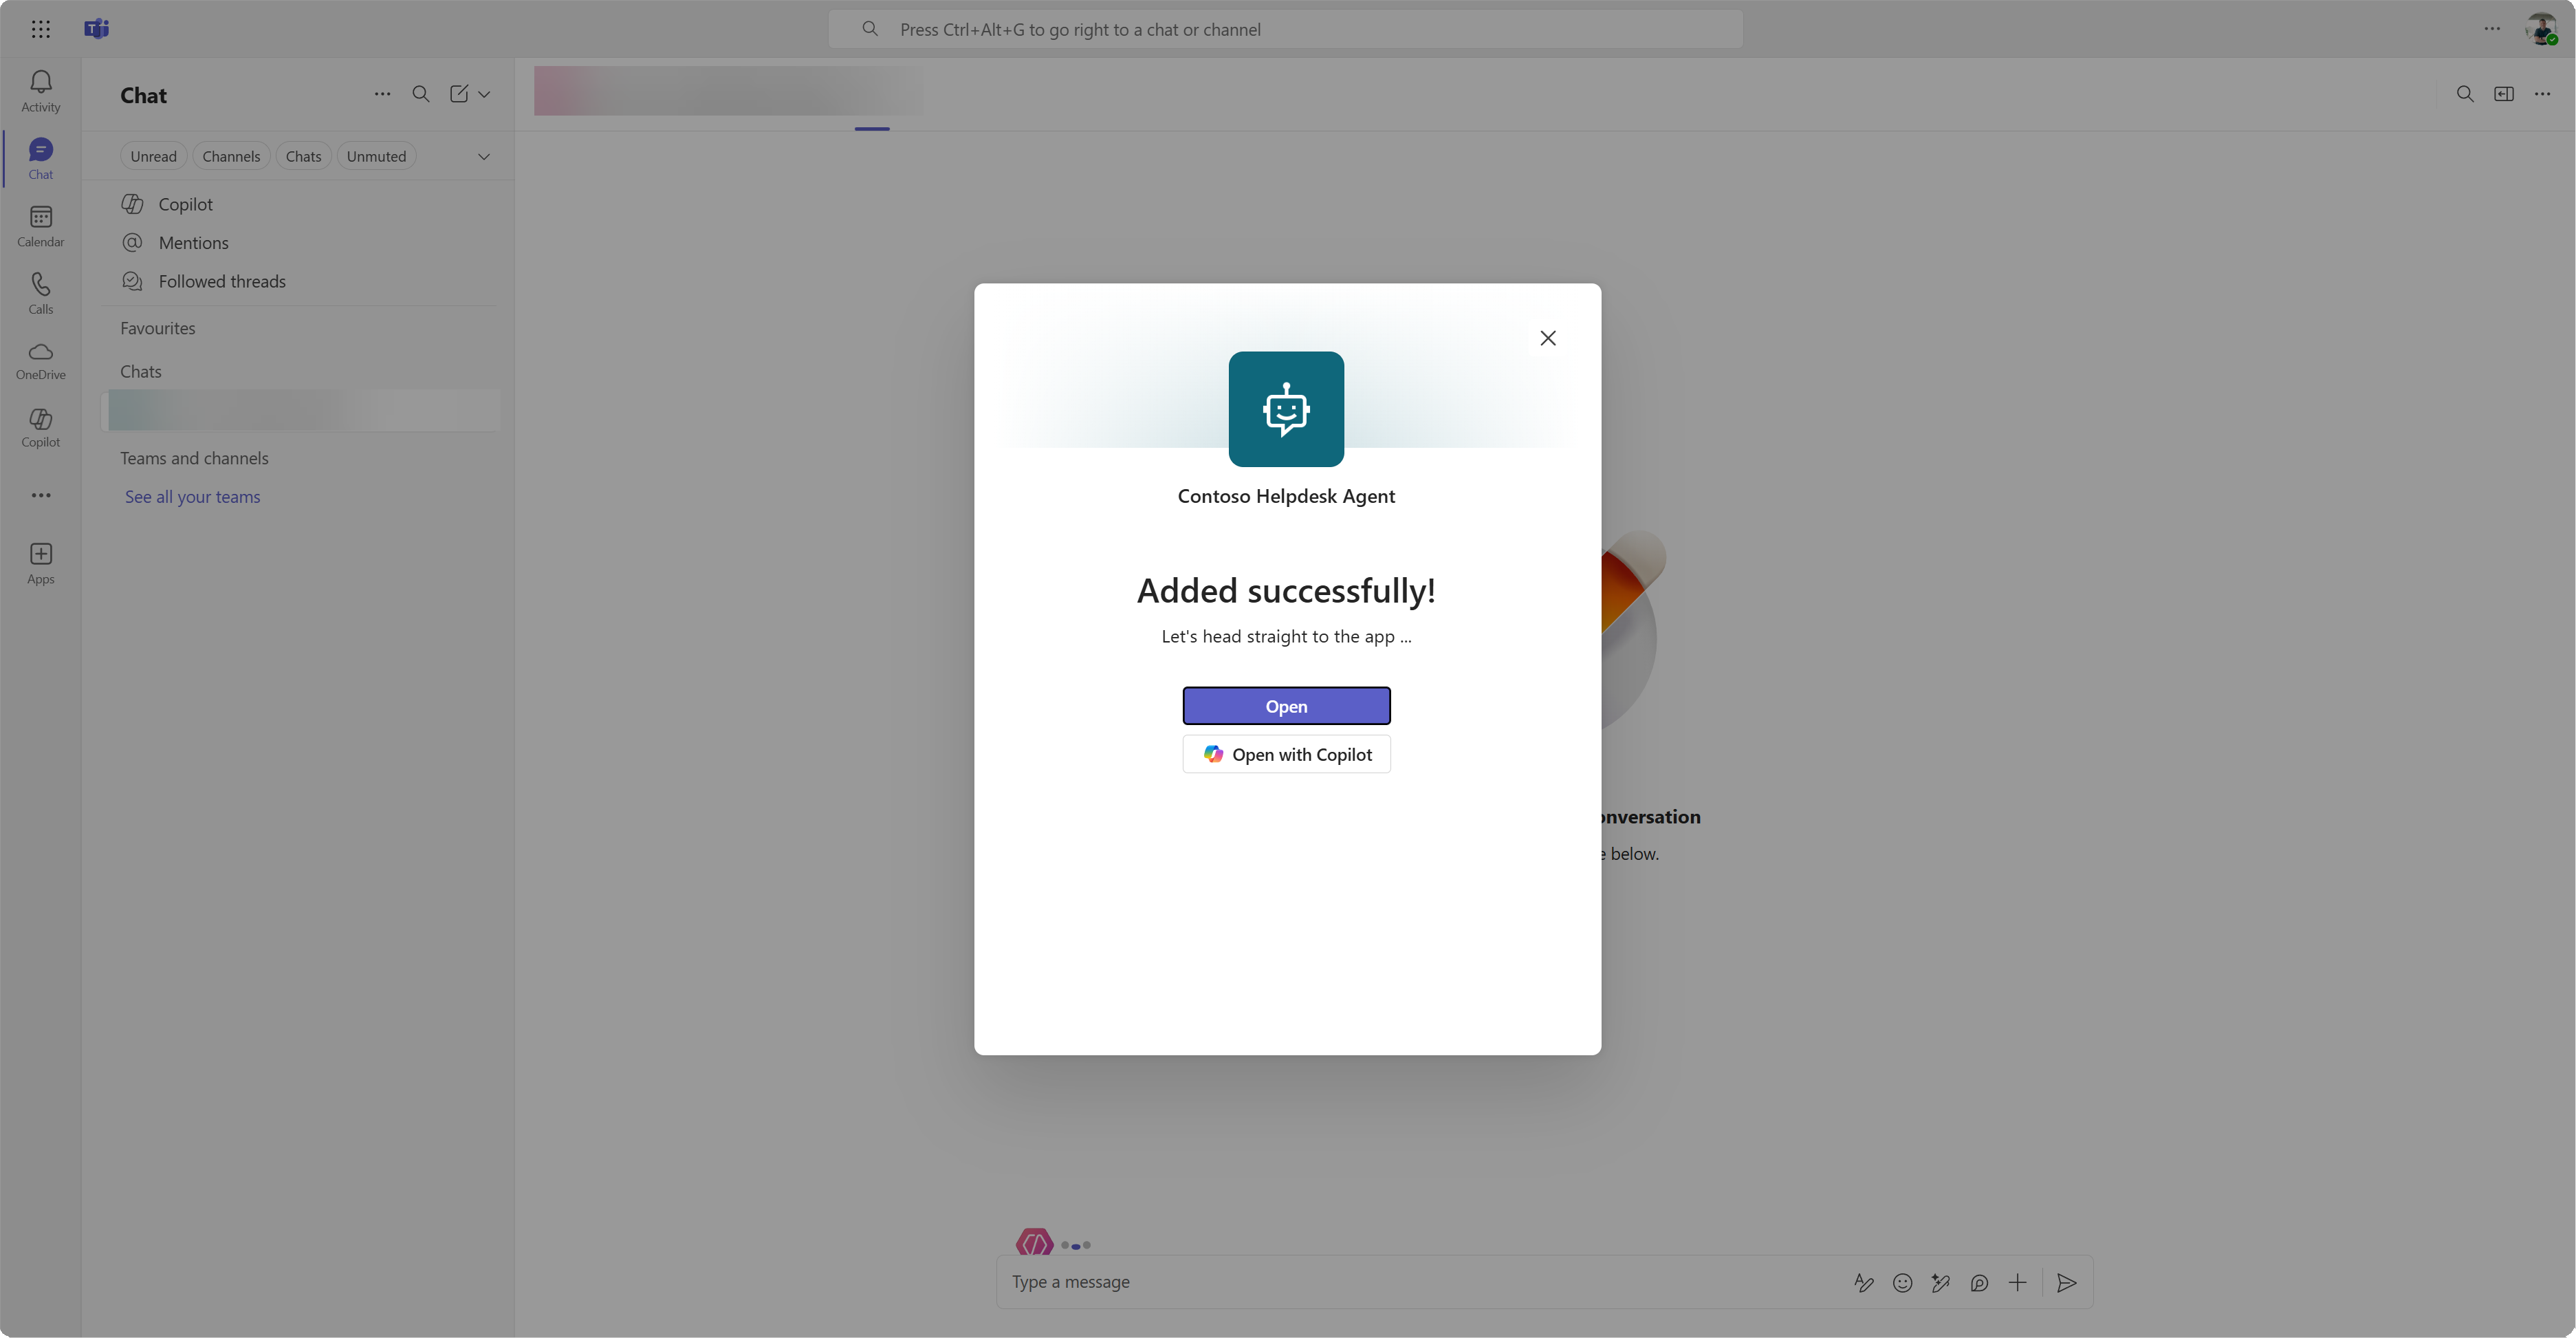 Press Ctrl+Alt+G to go right to a chat or channel
Activity
Chat
Calendar
Calls
OneDrive
Copilot
Apps
Chat
Unread
Channels
Chats
Unmuted
Copilot
Mentions
Followed threads
Favourites
Chats
Teams and channels
See all your teams
Contoso Helpdesk Agent
Added successfully!
Let's head straight to the app ...
Open
Open with Copilot
onversation
below.
Type a message